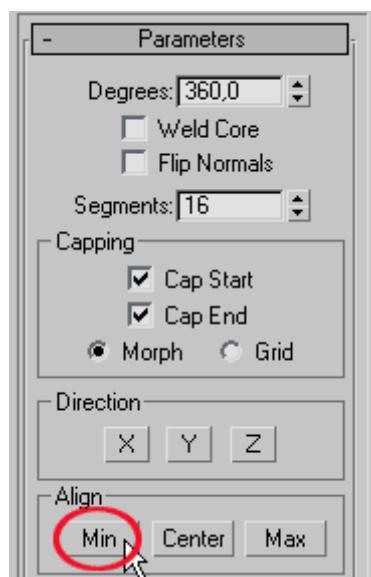 - Parameters
Degrees: 360,0
Weld Core
Flip Normals
Segments: 16
Capping
Cap Start
Cap End
Morph Grid
Direction
X Y Z
Align
Min Center Max